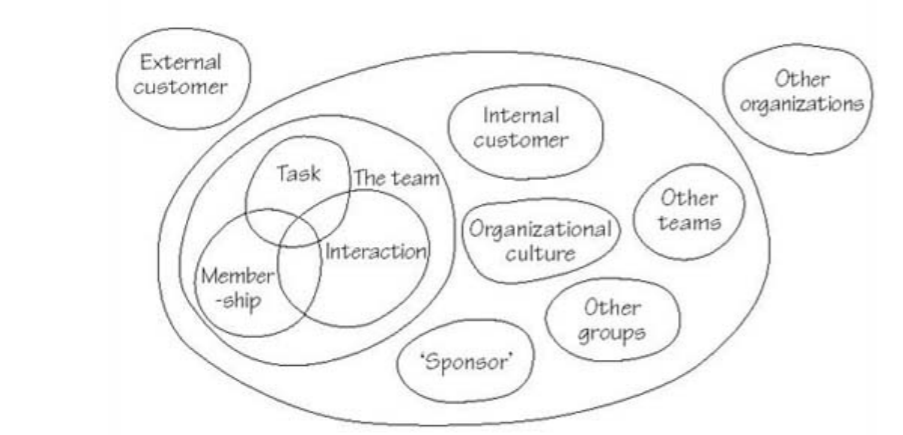 External
customer
Other
organizations
Internal
customer
Task
The team
Other
teams
Organizational
culture
Interaction
Member
-ship
Other
groups
'Sponsor'